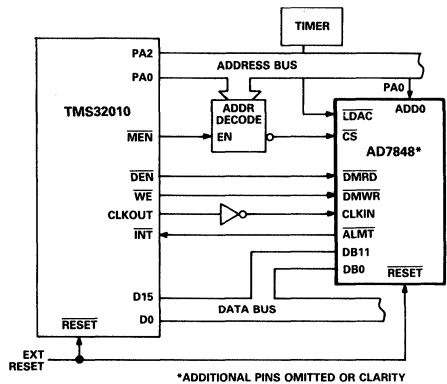 TIMER
PA2
ADDRESS BUS
PA0
PA0
TMS32010
ADDR
DECODE
EN
LDAC
ADD0
MEN
CS
AD7848*
DEN
DMRD
WE
DMWR
CLKOUT
CLKIN
INT
ALMT
DB11
DB0
RESET
D15
DATA BUS
D0
RESET
EXT
RESET
*ADDITIONAL PINS OMITTED OR CLARITY